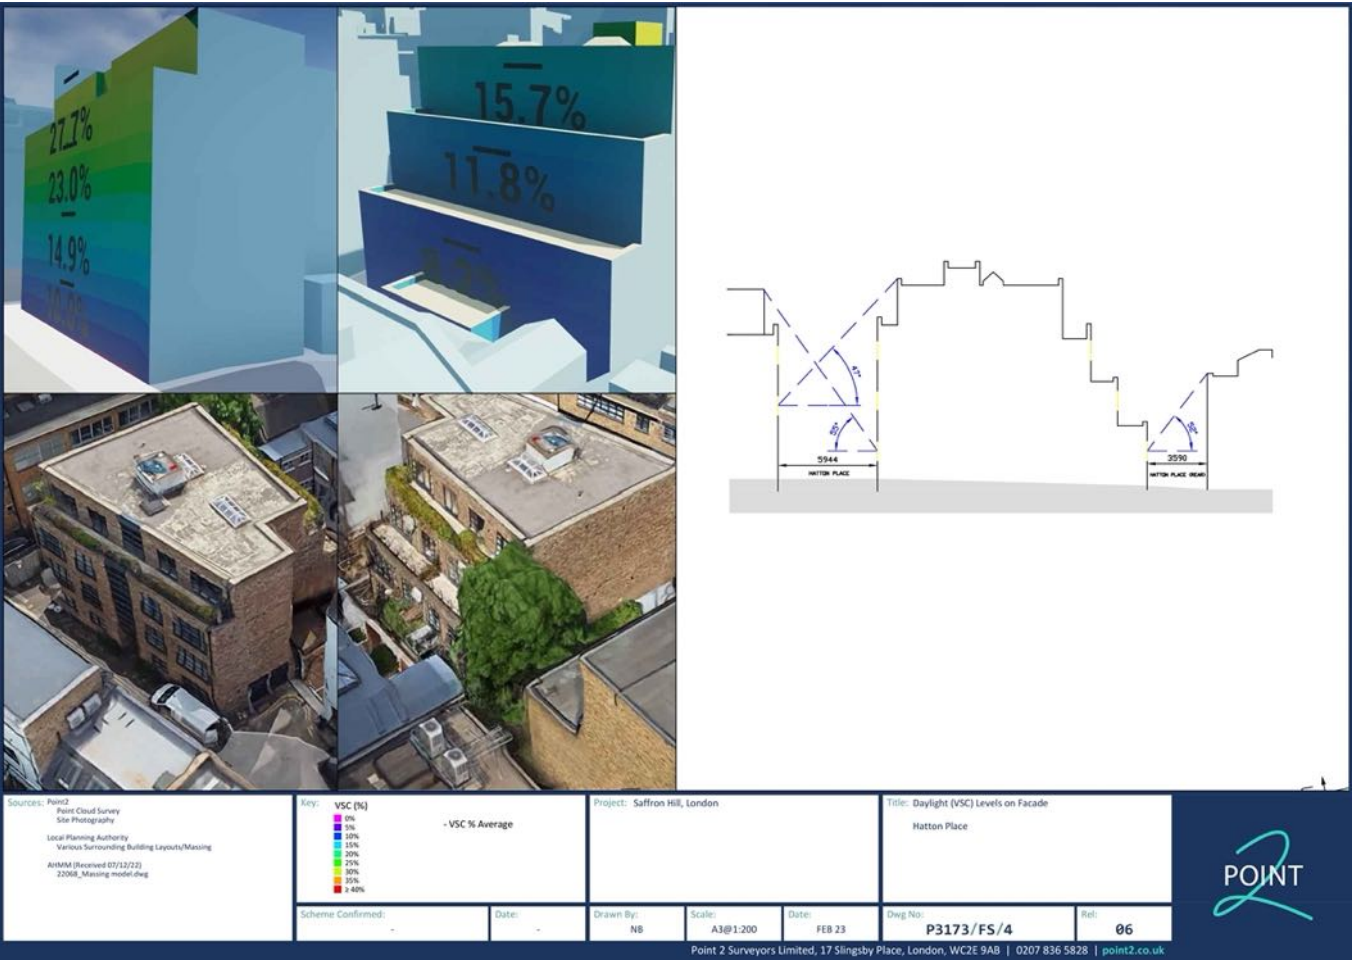 27.7%
23.0%
14.9%
15.7%
11.8%
47°
55°
5944
HATTON PLACE
3590
HATTON PLACE (REAR)
Sources: Point2
Point Cloud Survey
Site Photography
Local Planning Authority
Various Surrounding Building Layouts/Massing
AHMM (Received 07/12/22)
22068_Massing model.dwg
Key: VSC (%)
0%
5%
10%
15%
20%
25%
30%
35%
≥ 40%
- VSC % Average
Scheme Confirmed:
-
Date:
-
Project: Saffron Hill, London
Drawn By:
NB
Scale:
A3@1:200
Date:
FEB 23
Title: Daylight (VSC) Levels on Facade
Hatton Place
Dwg No:
P3173/FS/4
Rel:
06
POINT 2
Point 2 Surveyors Limited, 17 Slingsby Place, London, WC2E 9AB | 0207 836 5828 | point2.co.uk